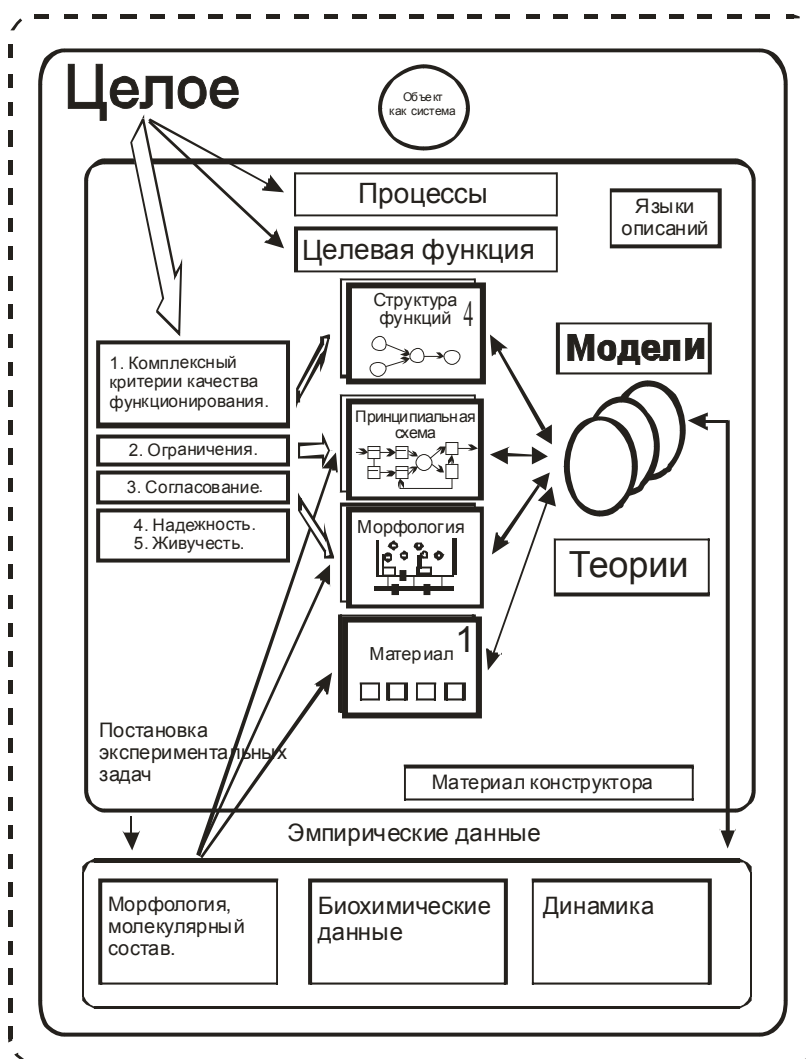 Целое
Объект
как система
Процессы
Языки
описаний
Целевая функция
Структура
функций 4
1. Комплексный
критерии качества
функционирования.
Модели
Принципиальная
схема
2. Ограничения.
3. Согласование.
4. Надежность.
5. Живучесть.
Морфология
Теории
Материал 1
Постановка
экспериментальных
задач
Материал конструктора
Эмпирические данные
Морфология,
молекулярный
состав.
Биохимические
данные
Динамика